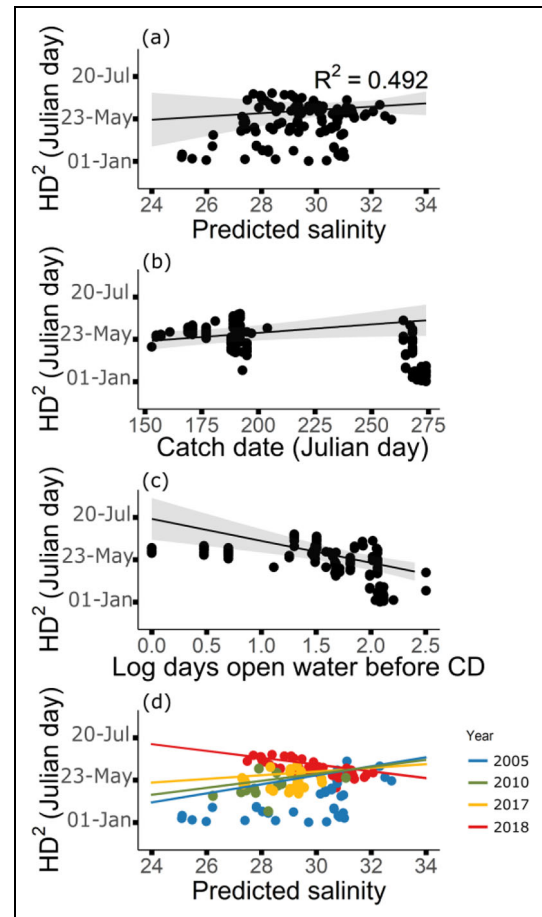 (a)
R² = 0.492
HD² (Julian day)
20-Jul
23-May
01-Jan
24 26 28 30 32 34
Predicted salinity
(b)
HD² (Julian day)
20-Jul
23-May
01-Jan
150 175 200 225 250 275
Catch date (Julian day)
(c)
HD² (Julian day)
20-Jul
23-May
01-Jan
0.0 0.5 1.0 1.5 2.0 2.5
Log days open water before CD
(d)
HD² (Julian day)
20-Jul
23-May
01-Jan
24 26 28 30 32 34
Predicted salinity
Year
2005
2010
2017
2018